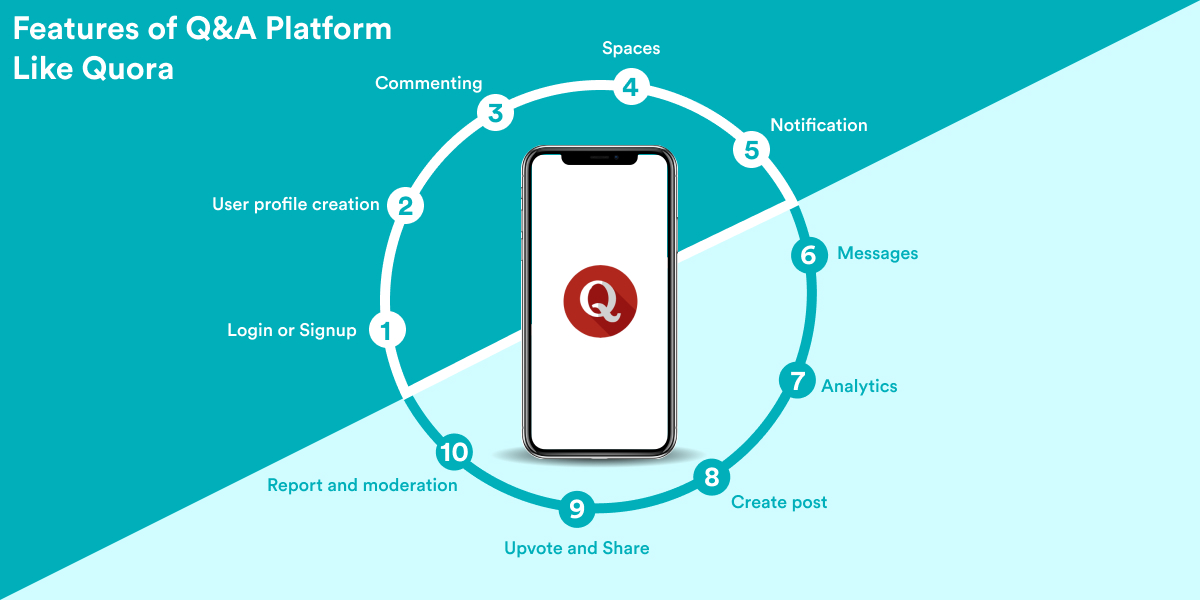 Features of Q&A Platform
Like Quora
1
Login or Signup
2
User profile creation
3
Commenting
4
Spaces
5
Notification
6
Messages
7
Analytics
8
Create post
9
Upvote and Share
10
Report and moderation
Q